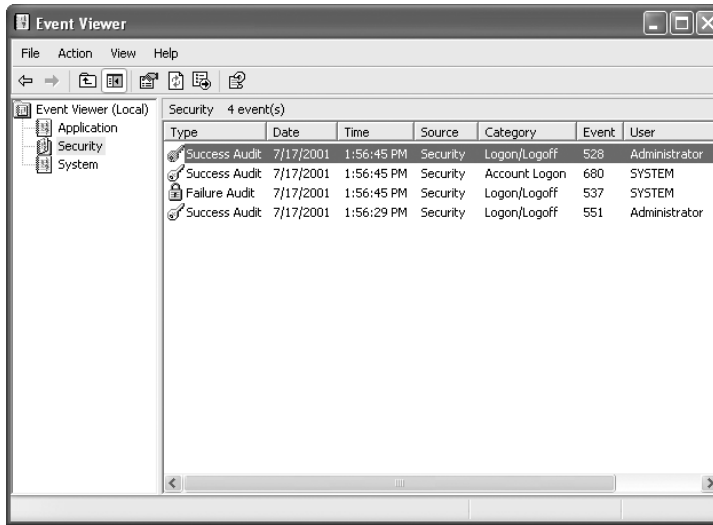 Event Viewer
File Action View Help
Event Viewer (Local)
Application
Security
System
Security 4 event(s)
Type Date Time Source Category Event User
Success Audit 7/17/2001 1:56:45 PM Security Logon/Logoff 528 Administrator
Success Audit 7/17/2001 1:56:45 PM Security Account Logon 680 SYSTEM
Failure Audit 7/17/2001 1:56:45 PM Security Logon/Logoff 537 SYSTEM
Success Audit 7/17/2001 1:56:29 PM Security Logon/Logoff 551 Administrator